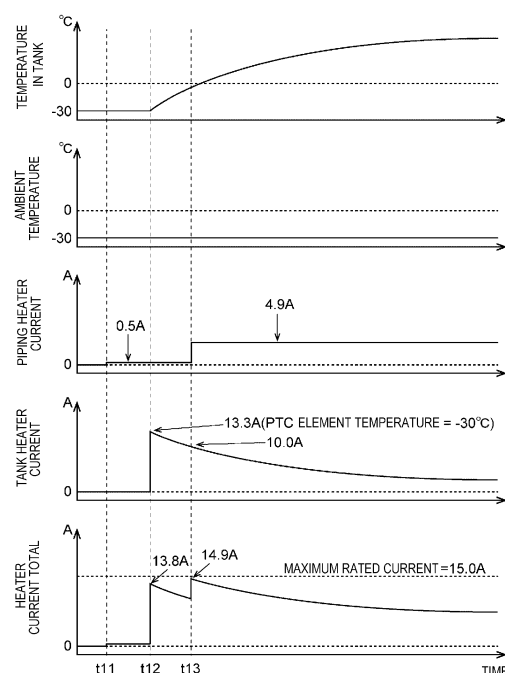 °C
TEMPERATURE
IN TANK
0
-30
°C
AMBIENT
TEMPERATURE
0
-30
A
PIPING HEATER
CURRENT
0.5A
4.9A
0
A
TANK HEATER
CURRENT
13.3A(PTC ELEMENT TEMPERATURE = -30°C)
10.0A
0
A
HEATER
CURRENT TOTAL
13.8A
14.9A
MAXIMUM RATED CURRENT =15.0A
0
t11 t12 t13 TIME